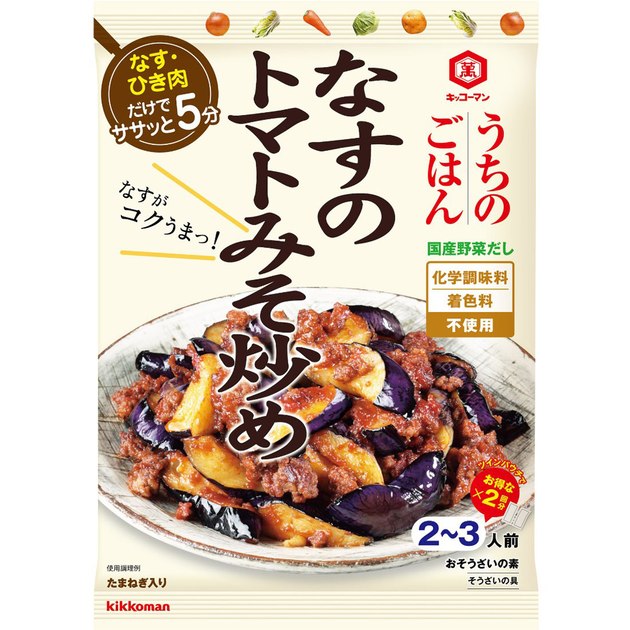 なす・
ひき肉
だけで
ササッと5分
萬
キッコーマン
うちの
ごはん
なすの
トマトみそ炒め
なすが
コクうまっ!
国産野菜だし
化学調味料
着色料
不使用
ツインパウチ
お得な
×2回分
2~3人前
おそうざいの素
そうざいの具
使用調理例
たまねぎ入り
kikkoman